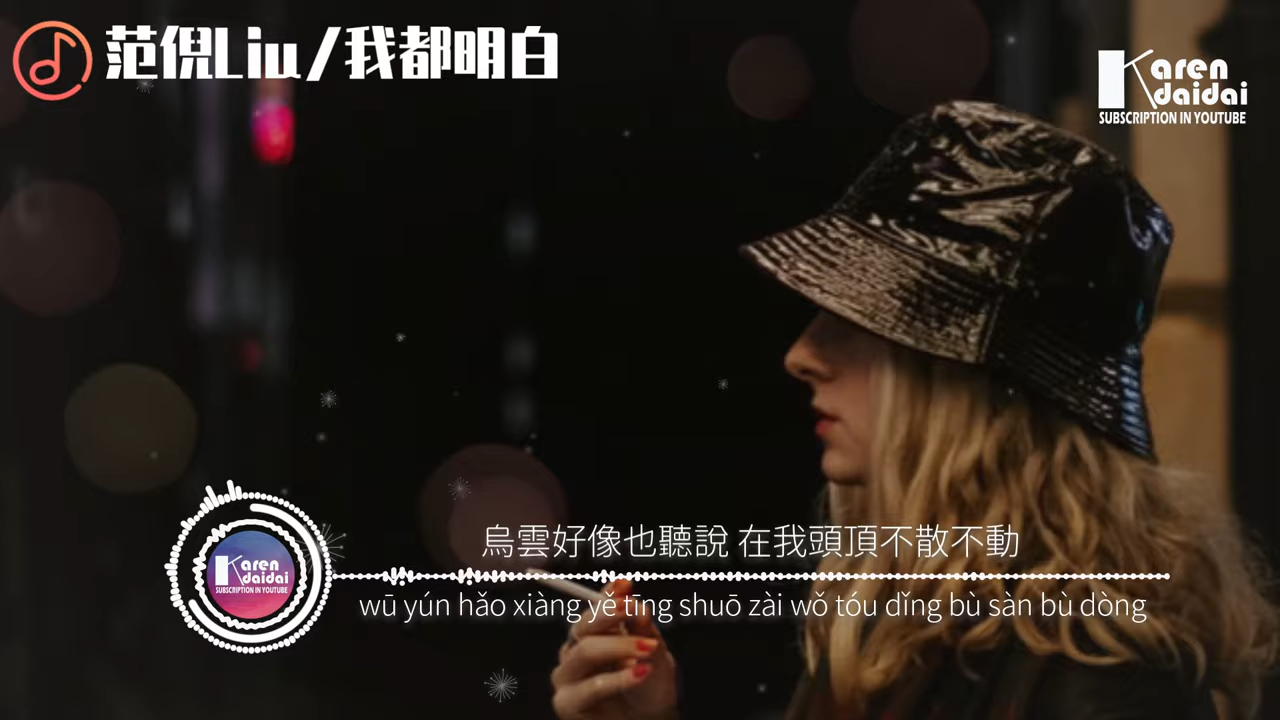 范倪Liu/我都明白
Karen
daidai
SUBSCRIPTION IN YOUTUBE
烏雲好像也聽說 在我頭頂不散不動
Karen
daidai
SUBSCRIPTION IN YOUTUBE
wū yún hǎo xiàng yě tīng shuō zài wǒ tóu dǐng bù sàn bù dòng